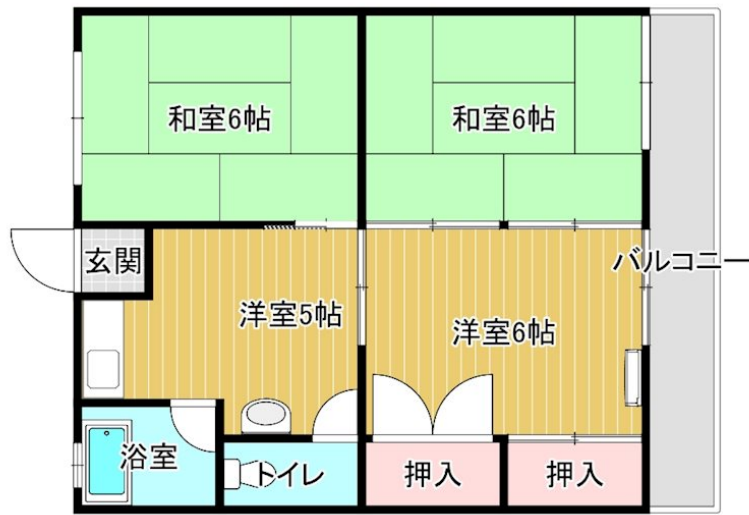 和室6帖
和室6帖
玄関
洋室5帖
洋室6帖
バルコニー
浴室
トイレ
押入
押入